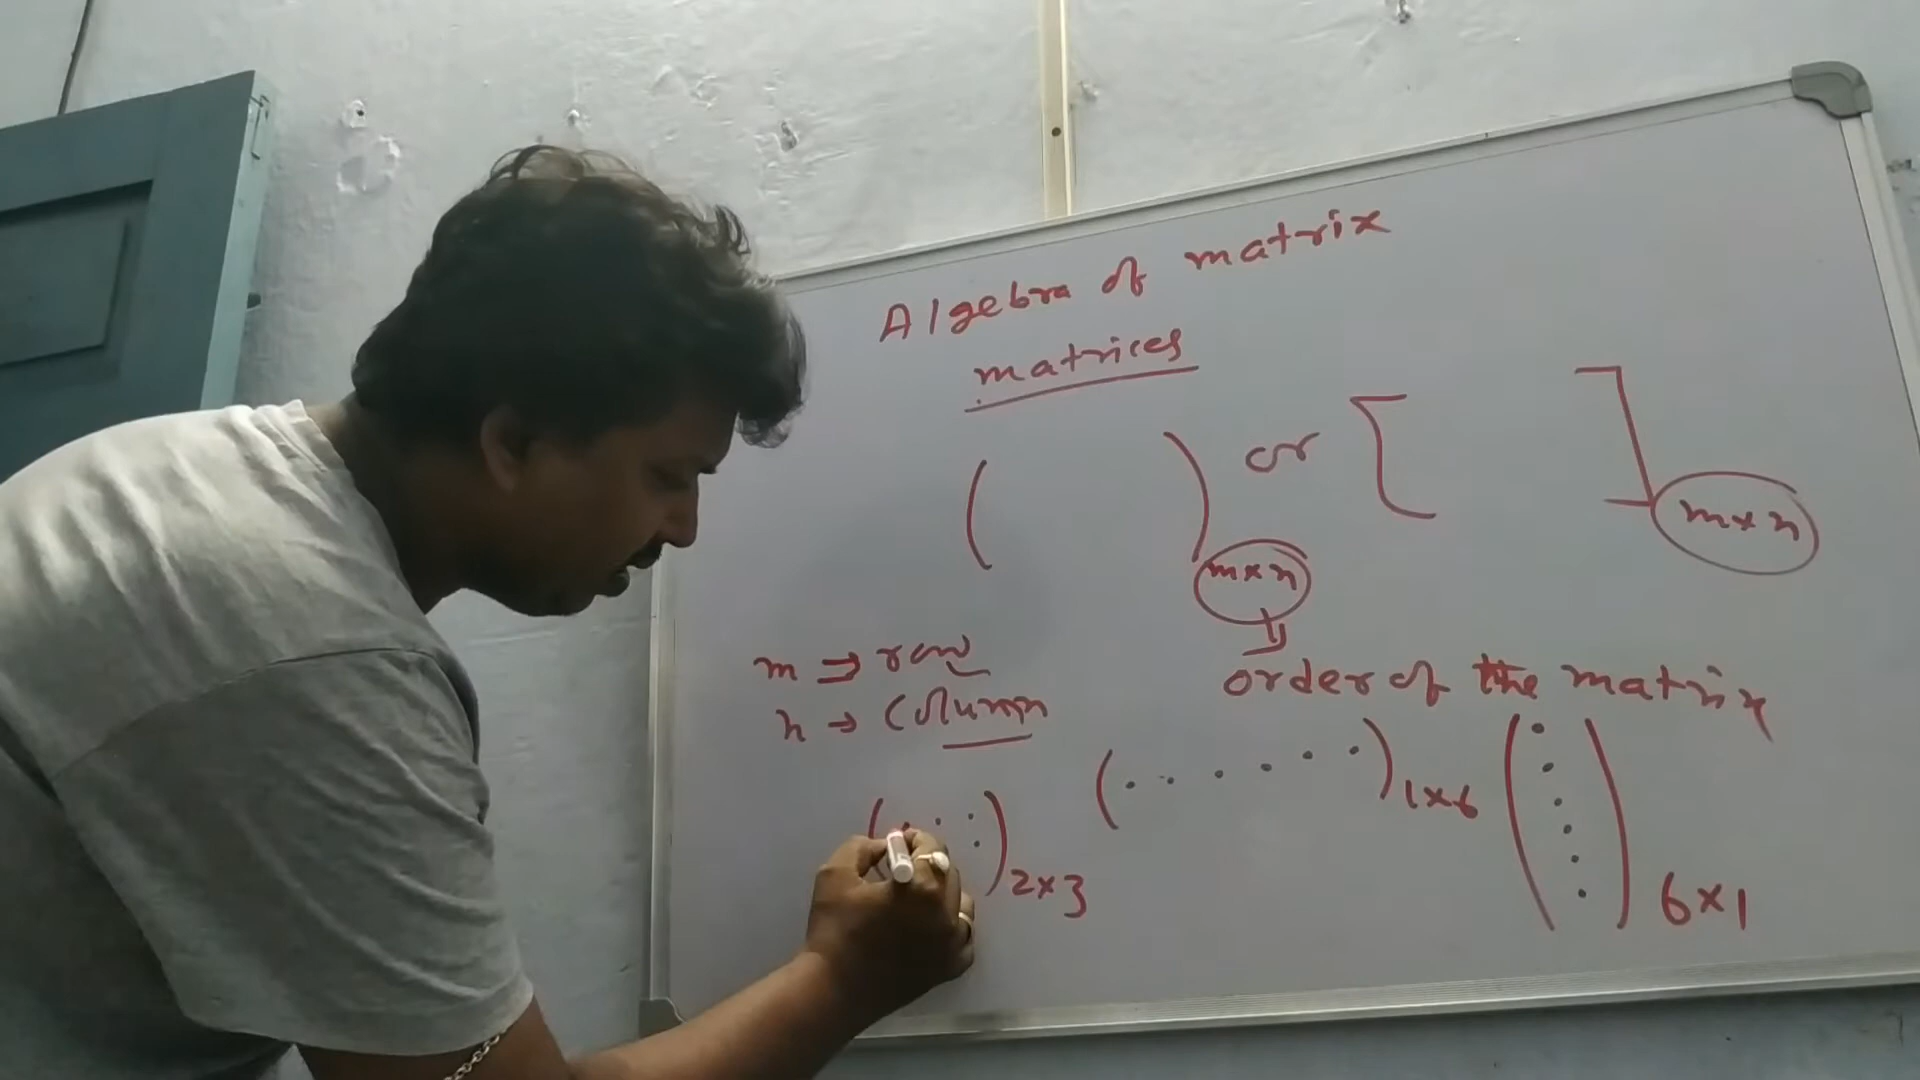 Algebra of matrix
matrices
( ) or [ ]
m×n m×n
m ⇒ row
order of the matrix
n → Column
( . . . . . . ) 1×6
( . . . . . . ) 6×1
( . . . . ) 2×3